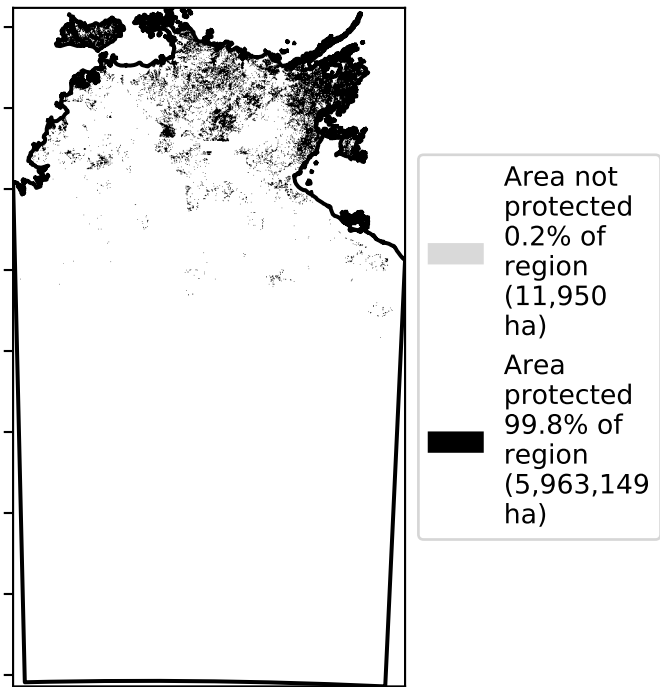 Area not
protected
0.2% of
region
(11,950
ha)
Area
protected
99.8% of
region
(5,963,149
ha)